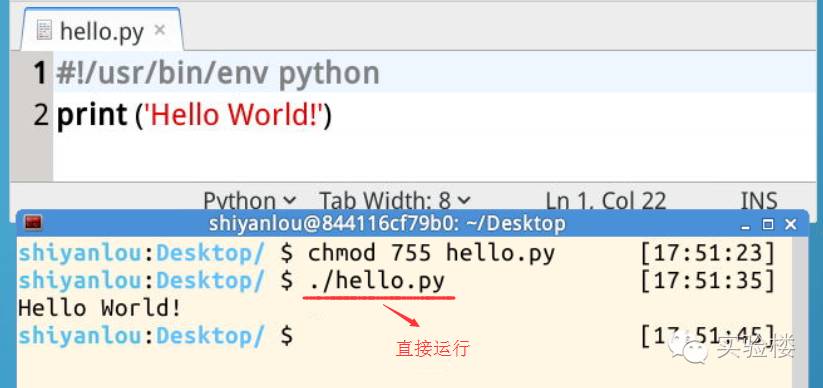 hello.py ×
1 #!/usr/bin/env python
2 print ('Hello World!')
Python Tab Width: 8 Ln 1, Col 22 INS
shiyanlou@844116cf79b0: ~/Desktop
shiyanlou:Desktop/ $ chmod 755 hello.py [17:51:23]
shiyanlou:Desktop/ $ ./hello.py [17:51:35]
Hello World!
shiyanlou:Desktop/ $ [17:51:45]
直接运行
实验楼